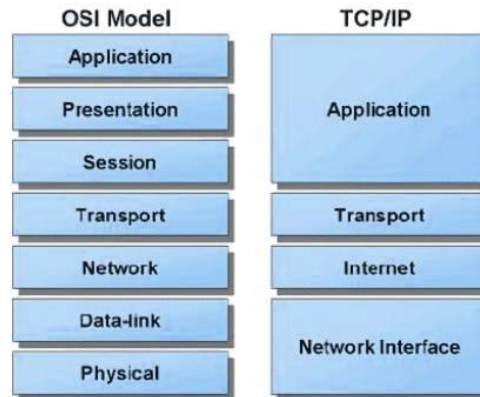 OSI Model
Application
Presentation
Session
Transport
Network
Data-link
Physical
TCP/IP
Application
Transport
Internet
Network Interface